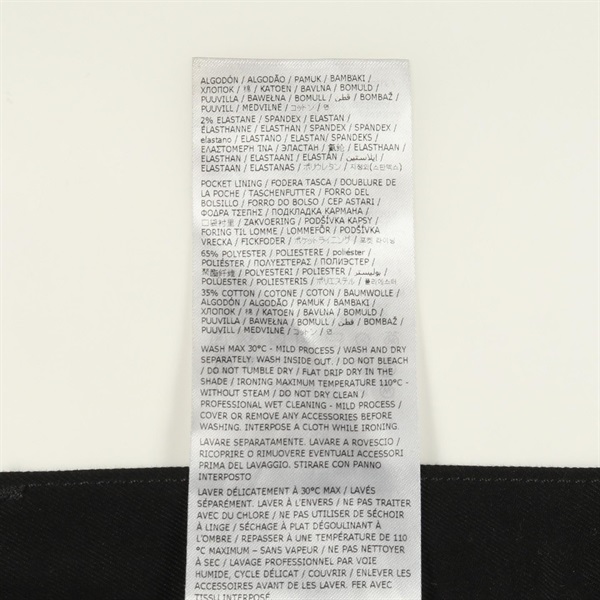 ALGODÓN / ALGODÃO / PAMUK / BAMBAKI /
ХЛОПОК / 棉 / KATOEN / BAVLNA / BOMULD /
PUUVILLA / BAWEŁNA / BOMULL / قطن / BOMBAŽ /
PUUVILL / MEDVILNĖ / コットン / 면
2% ELASTANE / SPANDEX / ELASTAN /
ÉLASTHANNE / ELASTHAN / SPANDEX / SPANDEX /
elastano / ELASTANO / ELASTAN/ SPANDEKS /
ΕΛΑΣΤΟΜΕΡΗ ΊΝΑ / ЭЛАСТАН / 氨纶 / ELASTHAAN /
ELASTHAN / ELASTAANI / ELASTÁN / إيلاستين /
ELASTAAN / ELASTANAS / ポリウレタン / 폴리우레탄(스판덱스)
POCKET LINING / FODERA TASCA / DOUBLURE DE
LA POCHE / TASCHENFUTTER / FORRO DEL
BOLSILLO / FORRO DO BOLSO / CEP ASTARI /
ΦΟΔΡΑ ΤΣΕΠΗΣ / ПОДКЛАДКА КАРМАНА /
口袋衬里 / ZAKVOERING / PODŠÍVKA KAPSY /
FORING TIL LOMME / LOMMEFÔR / PODŠÍVKA
VRECKA / FICKFODER / ポケットライニング / 포켓 라이닝
65% POLYESTER / POLIESTERE / poliéster /
POLIÉSTER / ΠΟΛΥΕΣΤΕΡΑΣ / ПОЛИЭСТЕР /
聚酯纤维 / POLYESTERI / POLIESTER / بوليستر /
POLÜESTER / POLIESTERIS / ポリエステル / 폴리에스터
35% COTTON / COTONE / COTON / BAUMWOLLE /
ALGODÓN / ALGODÃO / PAMUK / BAMBAKI /
ХЛОПОК / 棉 / KATOEN / BAVLNA / BOMULD /
PUUVILLA / BAWEŁNA / BOMULL / قطن / BOMBAŽ /
PUUVILL / MEDVILNĖ / コットン / 면
WASH MAX 30°C - MILD PROCESS / WASH AND DRY
SEPARATELY. WASH INSIDE OUT. / DO NOT BLEACH
/ DO NOT TUMBLE DRY / FLAT DRIP DRY IN THE
SHADE / IRONING MAXIMUM TEMPERATURE 110°C -
WITHOUT STEAM / DO NOT DRY CLEAN /
PROFESSIONAL WET CLEANING - MILD PROCESS /
COVER OR REMOVE ANY ACCESSORIES BEFORE
WASHING. INTERPOSE A CLOTH WHILE IRONING.
LAVARE SEPARATAMENTE. LAVARE A ROVESCIO /
RICOPRIRE O RIMUOVERE EVENTUALI ACCESSORI
PRIMA DEL LAVAGGIO. STIRARE CON PANNO
INTERPOSTO
LAVER DÉLICATEMENT À 30°C MAX / LAVÉS
SÉPARÉMENT. LAVER À L'ENVERS / NE PAS TRAITER
AVEC DU CHLORE / NE PAS UTILISER DE SÉCHOIR
À LINGE / SÉCHAGE À PLAT DÉGOULINANT À
L'OMBRE / REPASSER À UNE TEMPÉRATURE DE 110
°C MAXIMUM – SANS VAPEUR / NE PAS NETTOYER
À SEC / LAVAGE PROFESSIONNEL PAR VOIE
HUMIDE, CYCLE DÉLICAT / COUVRIR / ENLEVER LES
ACCESSOIRES AVANT DE LES LAVER. FER AVEC
TISSU INTERPOSÉ